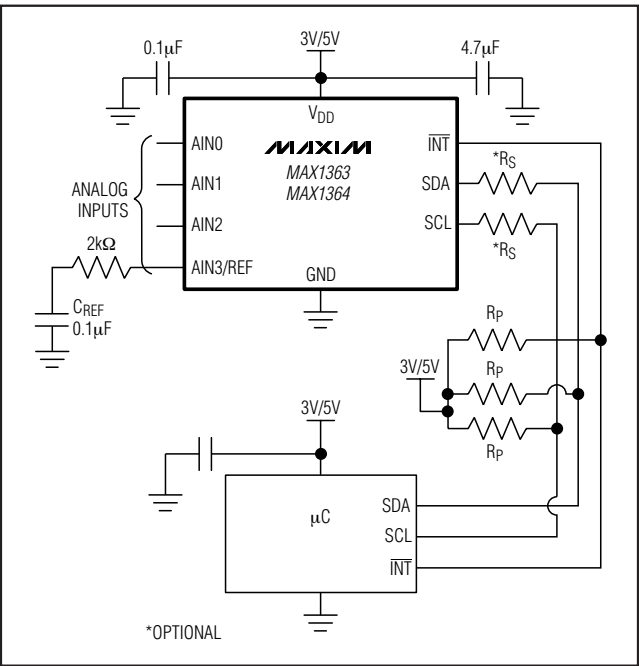 3V/5V
0.1µF
4.7µF
VDD
MAXIM
MAX1363
MAX1364
AIN0
AIN1
AIN2
AIN3/REF
ANALOG
INPUTS
2kΩ
CREF
0.1µF
GND
INT
SDA
SCL
*RS
*RS
RP
3V/5V
RP
RP
3V/5V
µC
SDA
SCL
INT
*OPTIONAL